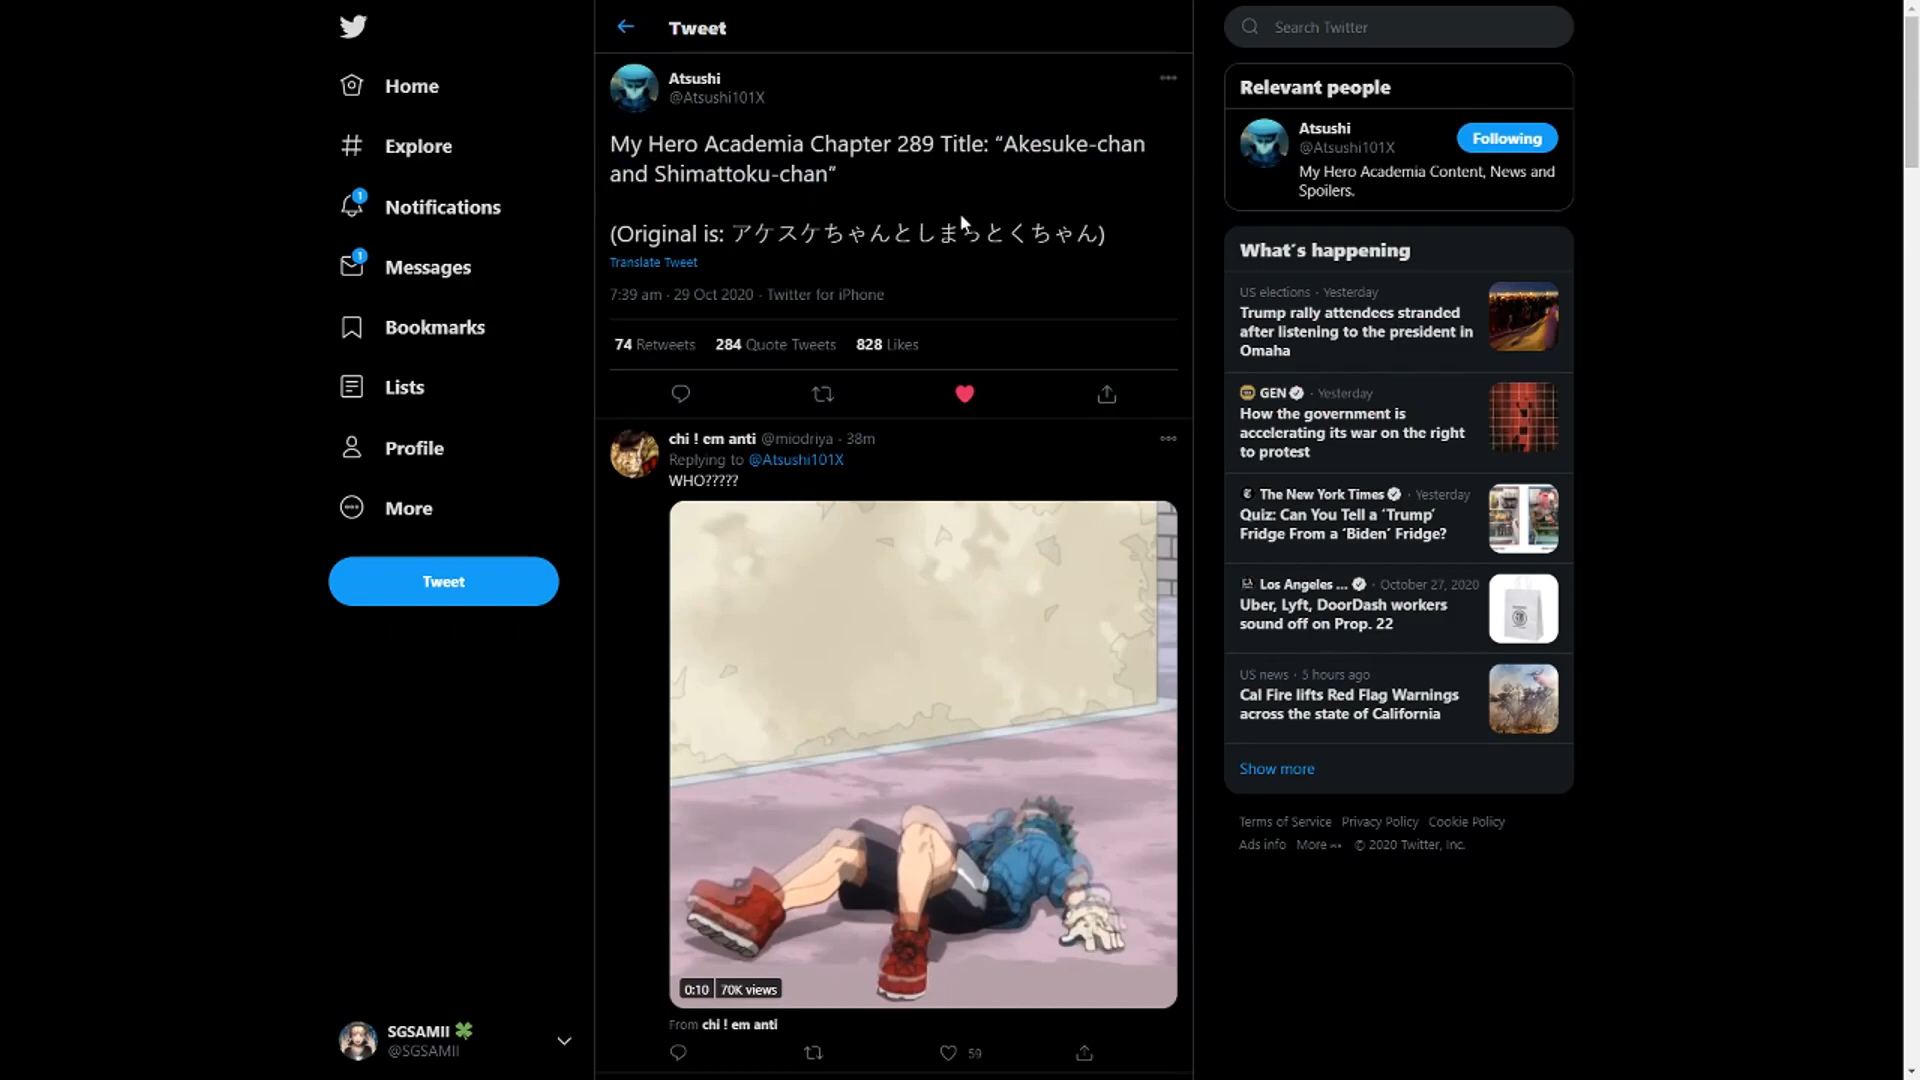 Home
Explore
1
Notifications
1
Messages
Bookmarks
Lists
Profile
More
Tweet
SGSAMII
@SGSAMII
Tweet
Atsushi
@Atsushi101X
My Hero Academia Chapter 289 Title: “Akesuke-chan
and Shimattoku-chan”
(Original is: アケスケちゃんとしまっとくちゃん)
Translate Tweet
7:39 am · 29 Oct 2020 · Twitter for iPhone
74 Retweets 284 Quote Tweets 828 Likes
chi ! em anti @miodriya · 38m
Replying to @Atsushi101X
WHO?????
0:10 70K views
From chi ! em anti
59
Search Twitter
Relevant people
Atsushi
@Atsushi101X
Following
My Hero Academia Content, News and
Spoilers.
What's happening
US elections · Yesterday
Trump rally attendees stranded
after listening to the president in
Omaha
GEN · Yesterday
How the government is
accelerating its war on the right
to protest
The New York Times · Yesterday
Quiz: Can You Tell a ‘Trump’
Fridge From a ‘Biden’ Fridge?
Los Angeles ... · October 27, 2020
Uber, Lyft, DoorDash workers
sound off on Prop. 22
US news · 5 hours ago
Cal Fire lifts Red Flag Warnings
across the state of California
Show more
Terms of Service Privacy Policy Cookie Policy
Ads info More ··· © 2020 Twitter, Inc.